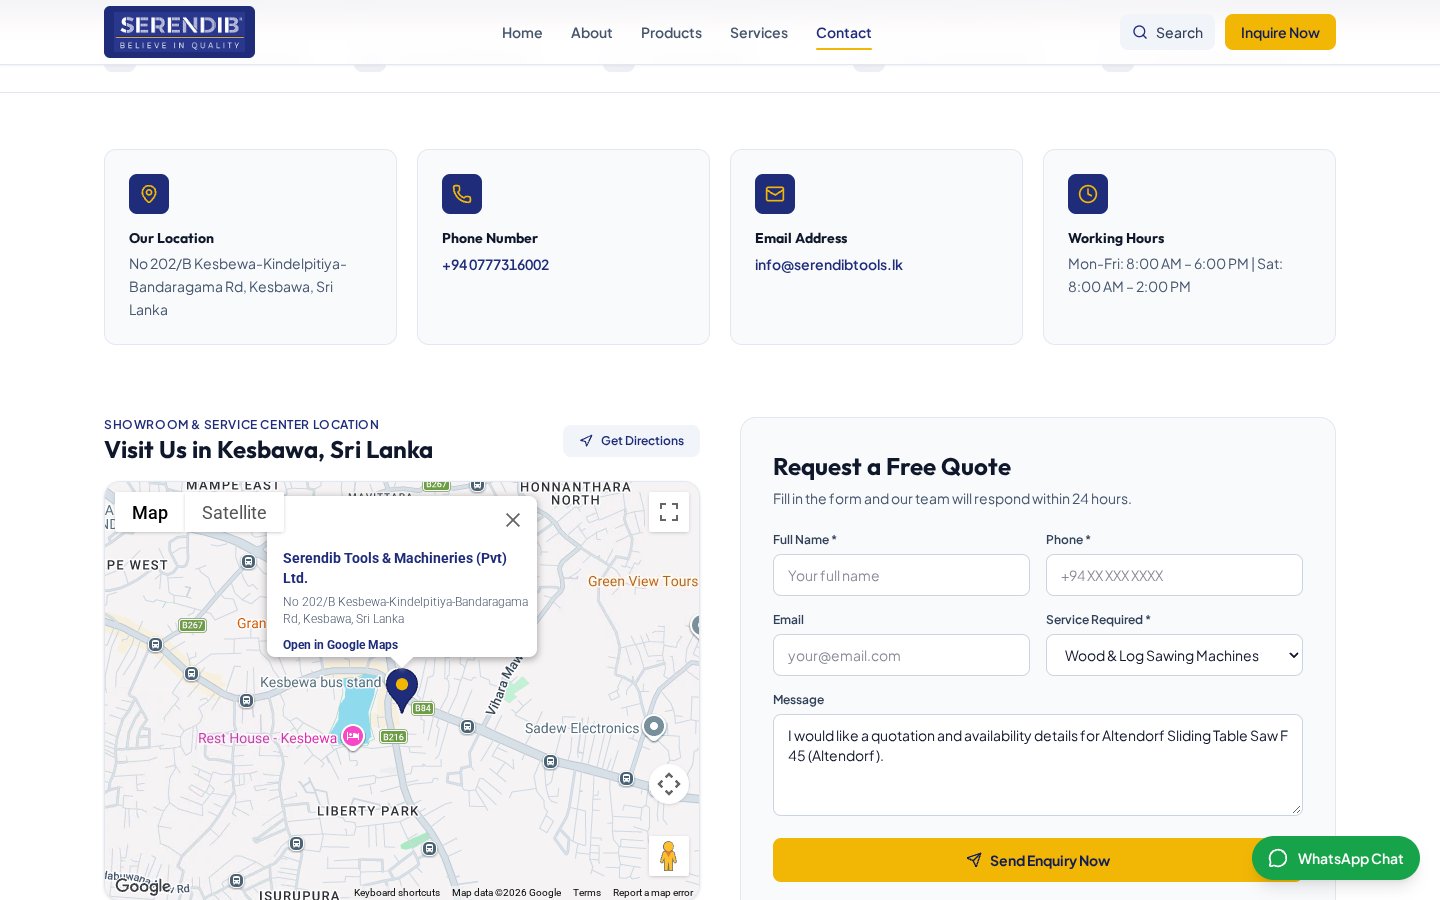 SERENDIB
BELIEVE IN QUALITY
Home
About
Products
Services
Contact
Search
Inquire Now
Our Location
No 202/B Kesbewa-Kindelpitiya-
Bandaragama Rd, Kesbawa, Sri
Lanka
Phone Number
+94 0777316002
Email Address
info@serendibtools.lk
Working Hours
Mon-Fri: 8:00 AM – 6:00 PM | Sat:
8:00 AM – 2:00 PM
SHOWROOM & SERVICE CENTER LOCATION
Visit Us in Kesbawa, Sri Lanka
Get Directions
MAMPE EAST
B267
HONNANTHARA
NORTH
Map
Satellite
PE WEST
Serendib Tools & Machineries (Pvt)
Ltd.
No 202/B Kesbewa-Kindelpitiya-Bandaragama
Rd, Kesbawa, Sri Lanka
Open in Google Maps
Green View Tours
B267
Gran
Kesbewa bus stand
Vihara Maw
B84
B216
Rest House - Kesbewa
Sadew Electronics
LIBERTY PARK
ISURUPURA
Google
Keyboard shortcuts
Map data ©2026 Google
Terms
Report a map error
Request a Free Quote
Fill in the form and our team will respond within 24 hours.
Full Name *
Phone *
Your full name
+94 XX XXX XXXX
Email
Service Required *
your@email.com
Wood & Log Sawing Machines
Message
I would like a quotation and availability details for Altendorf Sliding Table Saw F
45 (Altendorf).
Send Enquiry Now
WhatsApp Chat